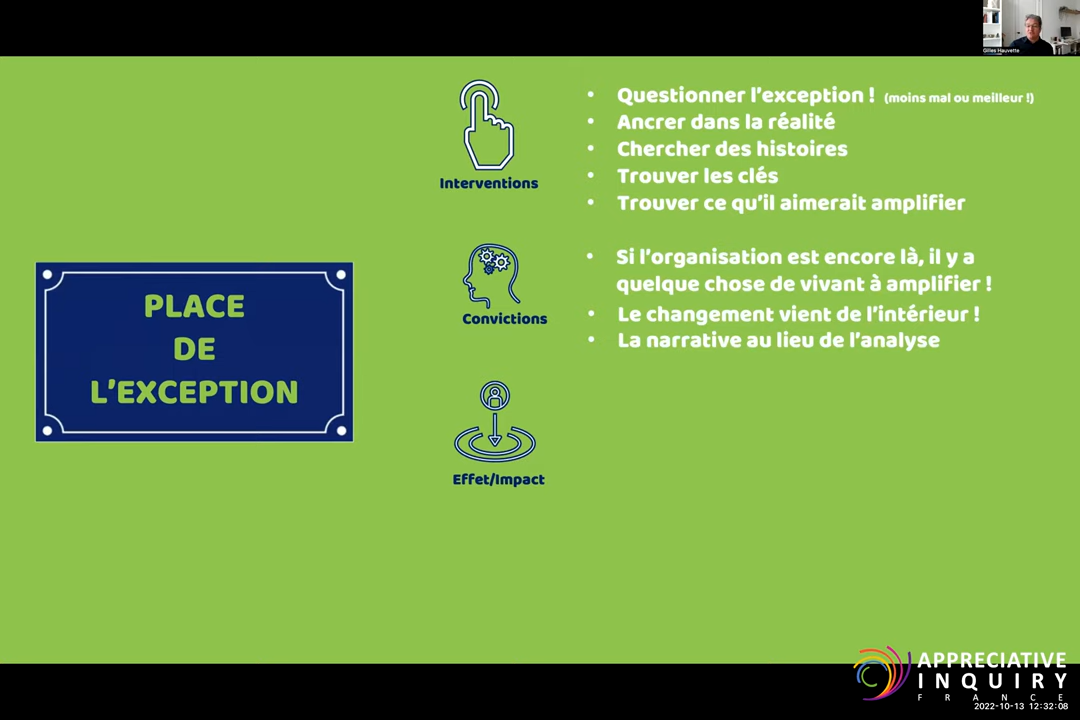 Gilles Hauvette
PLACE
DE
L'EXCEPTION
Interventions
• Questionner l'exception ! (moins mal ou meilleur !)
• Ancrer dans la réalité
• Chercher des histoires
• Trouver les clés
• Trouver ce qu'il aimerait amplifier
Convictions
• Si l'organisation est encore là, il y a
quelque chose de vivant à amplifier !
• Le changement vient de l'intérieur !
• La narrative au lieu de l'analyse
Effet/Impact
APPRECIATIVE
INQUIRY
FRANCE
2022-10-13 12:32:08